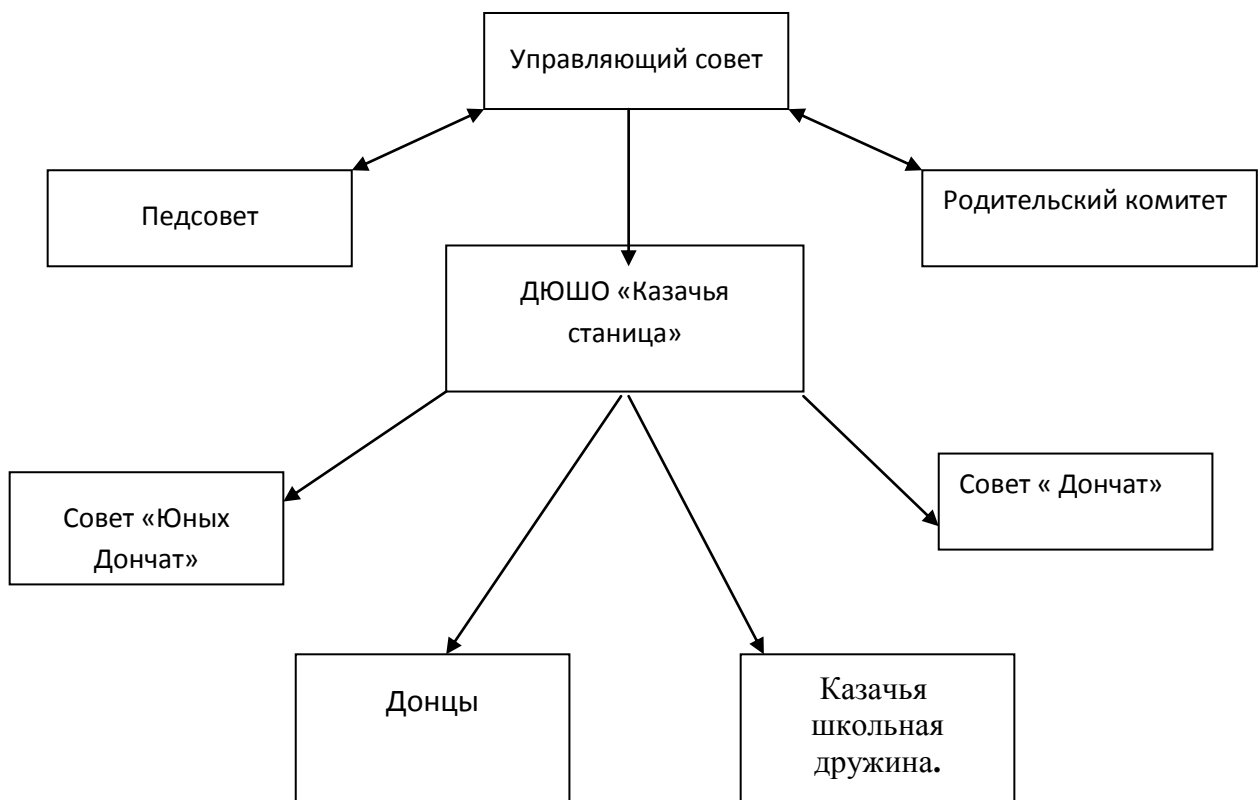 Управляющий совет
Педсовет
Родительский комитет
ДЮШО «Казачья
станица»
Совет «Юных
Дончат»
Совет « Дончат»
Донцы
Казачья
школьная
дружина.